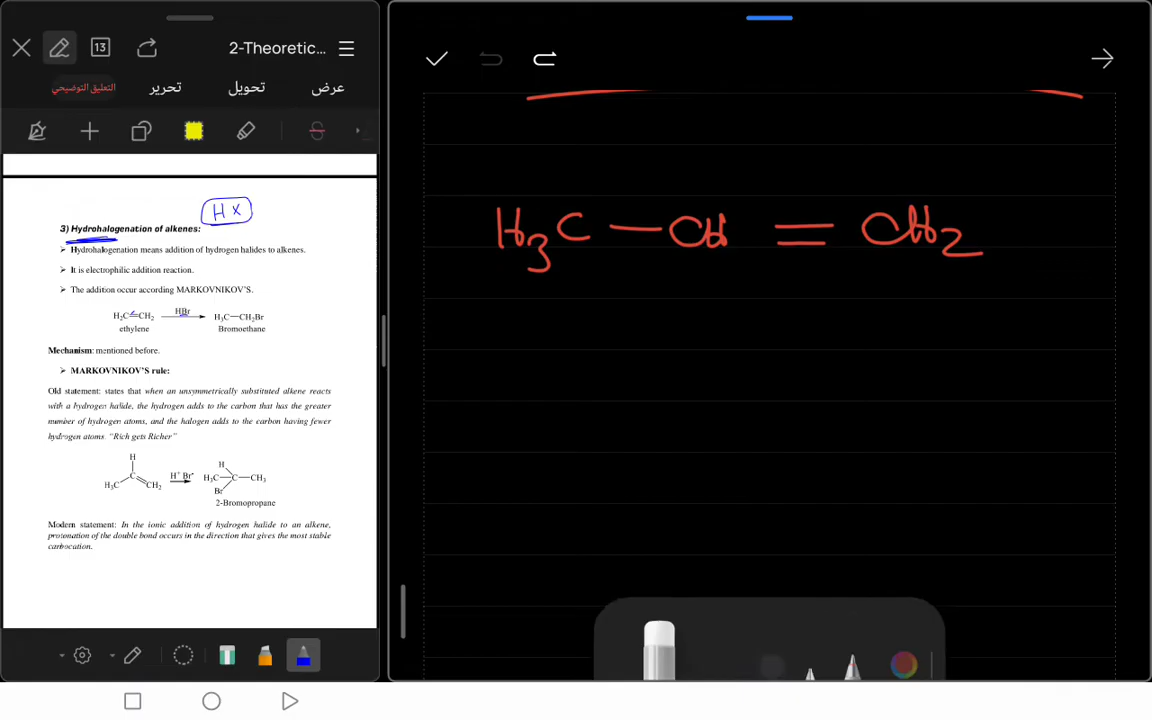 13
2-Theoretic...
التعليق التوضيحي تحرير تحويل عرض
H X
3) Hydrohalogenation of alkenes:
➢ Hydrohalogenation means addition of hydrogen halides to alkenes.
➢ It is electrophilic addition reaction.
➢ The addition occur according MARKOVNIKOV'S.
H₂C=CH₂ HBr H₃C—CH₂Br
ethylene Bromoethane
Mechanism: mentioned before.
➢ MARKOVNIKOV'S rule:
Old statement: states that when an unsymmetrically substituted alkene reacts
with a hydrogen halide, the hydrogen adds to the carbon that has the greater
number of hydrogen atoms, and the halogen adds to the carbon having fewer
hydrogen atoms. "Rich gets Richer"
H
H₃C C CH₂ H⁺ Br⁻ H H₃C—C—CH₃
Br
2-Bromopropane
Modern statement: In the ionic addition of hydrogen halide to an alkene,
protonation of the double bond occurs in the direction that gives the most stable
carbocation.
H₃C — CH = CH₂